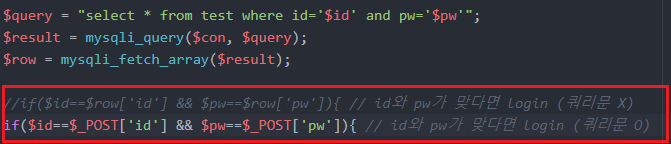 $query = "select * from test where id='$id' and pw='$pw'";
$result = mysqli_query($con, $query);
$row = mysqli_fetch_array($result);
//if($id==$row['id'] && $pw==$row['pw']){ // id와 pw가 맞다면 login (쿼리문 X)
if($id==$_POST['id'] && $pw==$_POST['pw']){ // id와 pw가 맞다면 login (쿼리문 O)